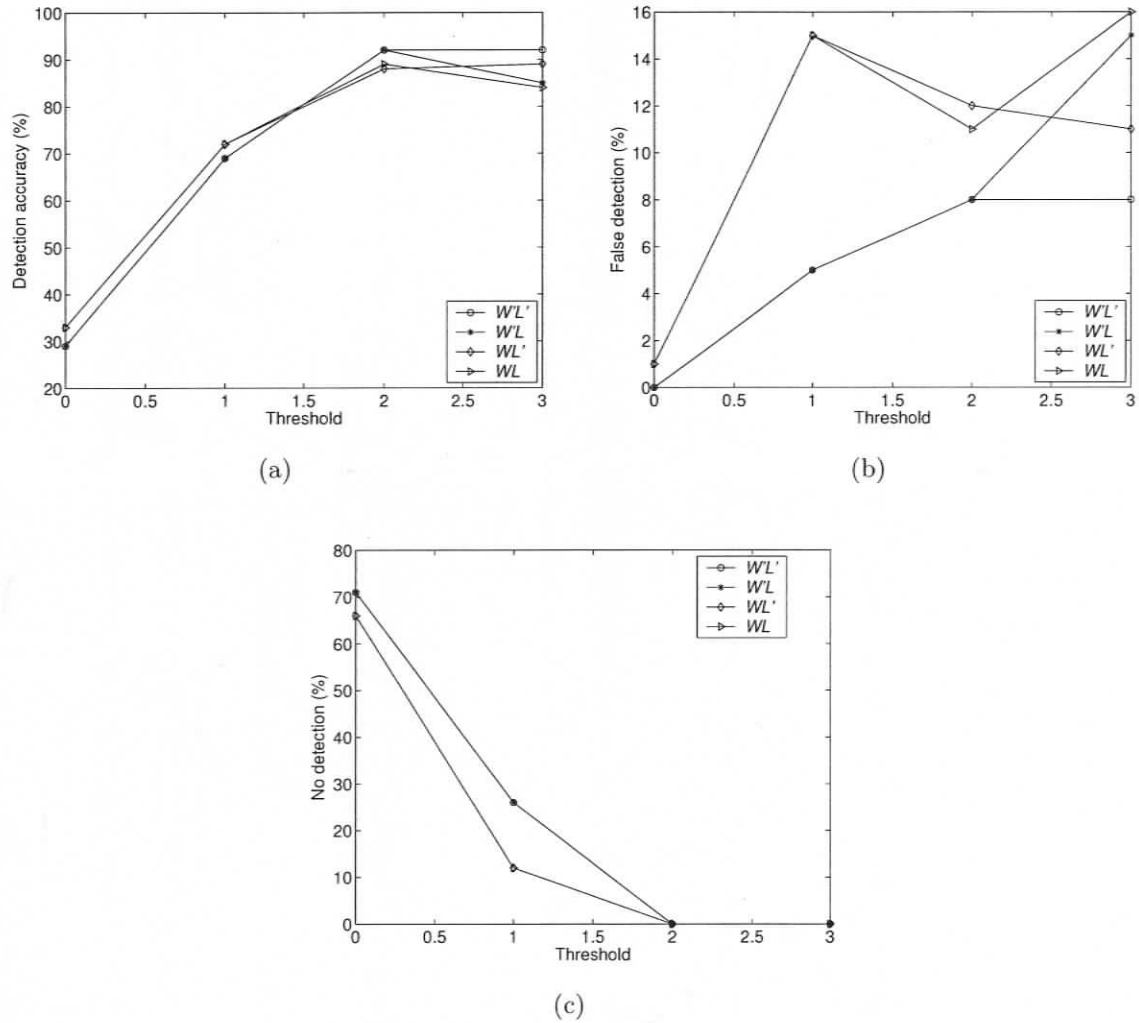 100
90
80
70
60
50
40
30
20
Detection accuracy (%)
0 0.5 1 1.5 2 2.5 3
Threshold
W'L'
W'L
WL'
WL
(a)
16
14
12
10
8
6
4
2
0
False detection (%)
0 0.5 1 1.5 2 2.5 3
Threshold
W'L'
W'L
WL'
WL
(b)
80
70
60
50
40
30
20
10
0
No detection (%)
0 0.5 1 1.5 2 2.5 3
Threshold
W'L'
W'L
WL'
WL
(c)